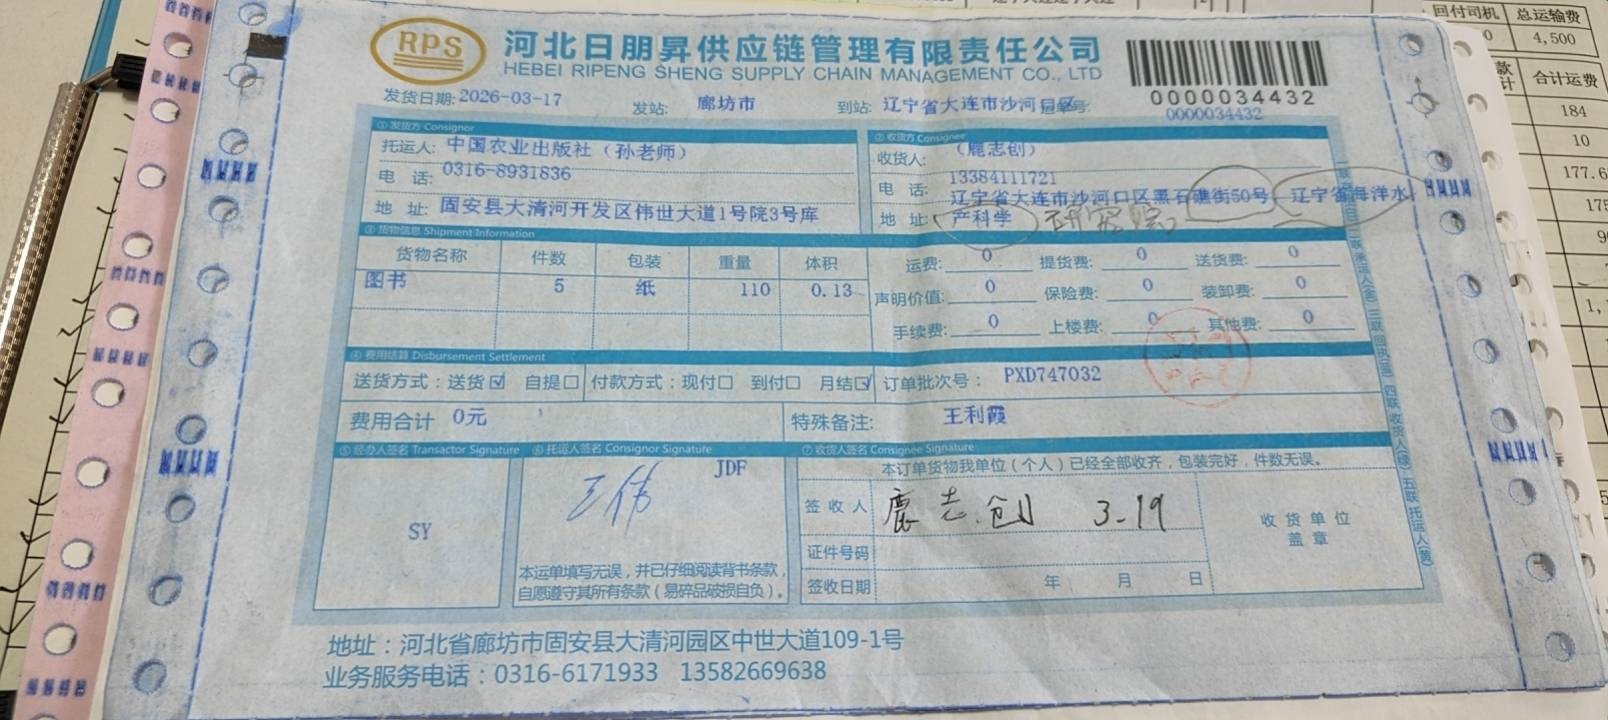 回付司机 总运输费
0 4,500
合计运费
184
10
177.6
RPS 河北日朋昇供应链管理有限责任公司
HEBEI RIPENG SHENG SUPPLY CHAIN MANAGEMENT CO., LTD
0000034432
发货日期:2026-03-17 发站: 廊坊市 到站: 辽宁省大连市沙河口区 单号: 0000034432
①发货方 Consignor
托运人: 中国农业出版社(孙老师)
电 话: 0316-8931836
地 址: 固安县大清河开发区伟世大道1号院3号库
②收货方 Consignee
收货人: (鹿志创)
电 话: 13384111721
地 址: 辽宁省大连市沙河口区黑石礁街50号 辽宁省海洋水产科学 研究院
③货物信息 Shipment Information
货物名称 件数 包装 重量 体积
图书 5 纸 110 0.13
运费: 0 提货费: 0 送货费: 0
声明价值: 0 保险费: 0 装卸费: 0
手续费: 0 上楼费: 0 其他费: 0
④费用结算 Disbursement Settlement
送货方式:送货☑ 自提□ 付款方式:现付□ 到付□ 月结☑ 订单批次号: PXD747032
费用合计 0元 特殊备注: 王利霞
⑤经办人签名 Transactor Signature
SY
⑥托运人签名 Consignor Signature
JDF
王伟
本运单填写无误,并已仔细阅读背书条款,
自愿遵守其所有条款(易碎品破损自负)。
⑦收货人签名 Consignee Signature
本订单货物我单位(个人)已经全部收齐,包装完好,件数无误。
签收人 鹿志创 3-19
证件号码
签收日期 年 月 日
收货单位
盖章
地址:河北省廊坊市固安县大清河园区中世大道109-1号
业务服务电话:0316-6171933 13582669638